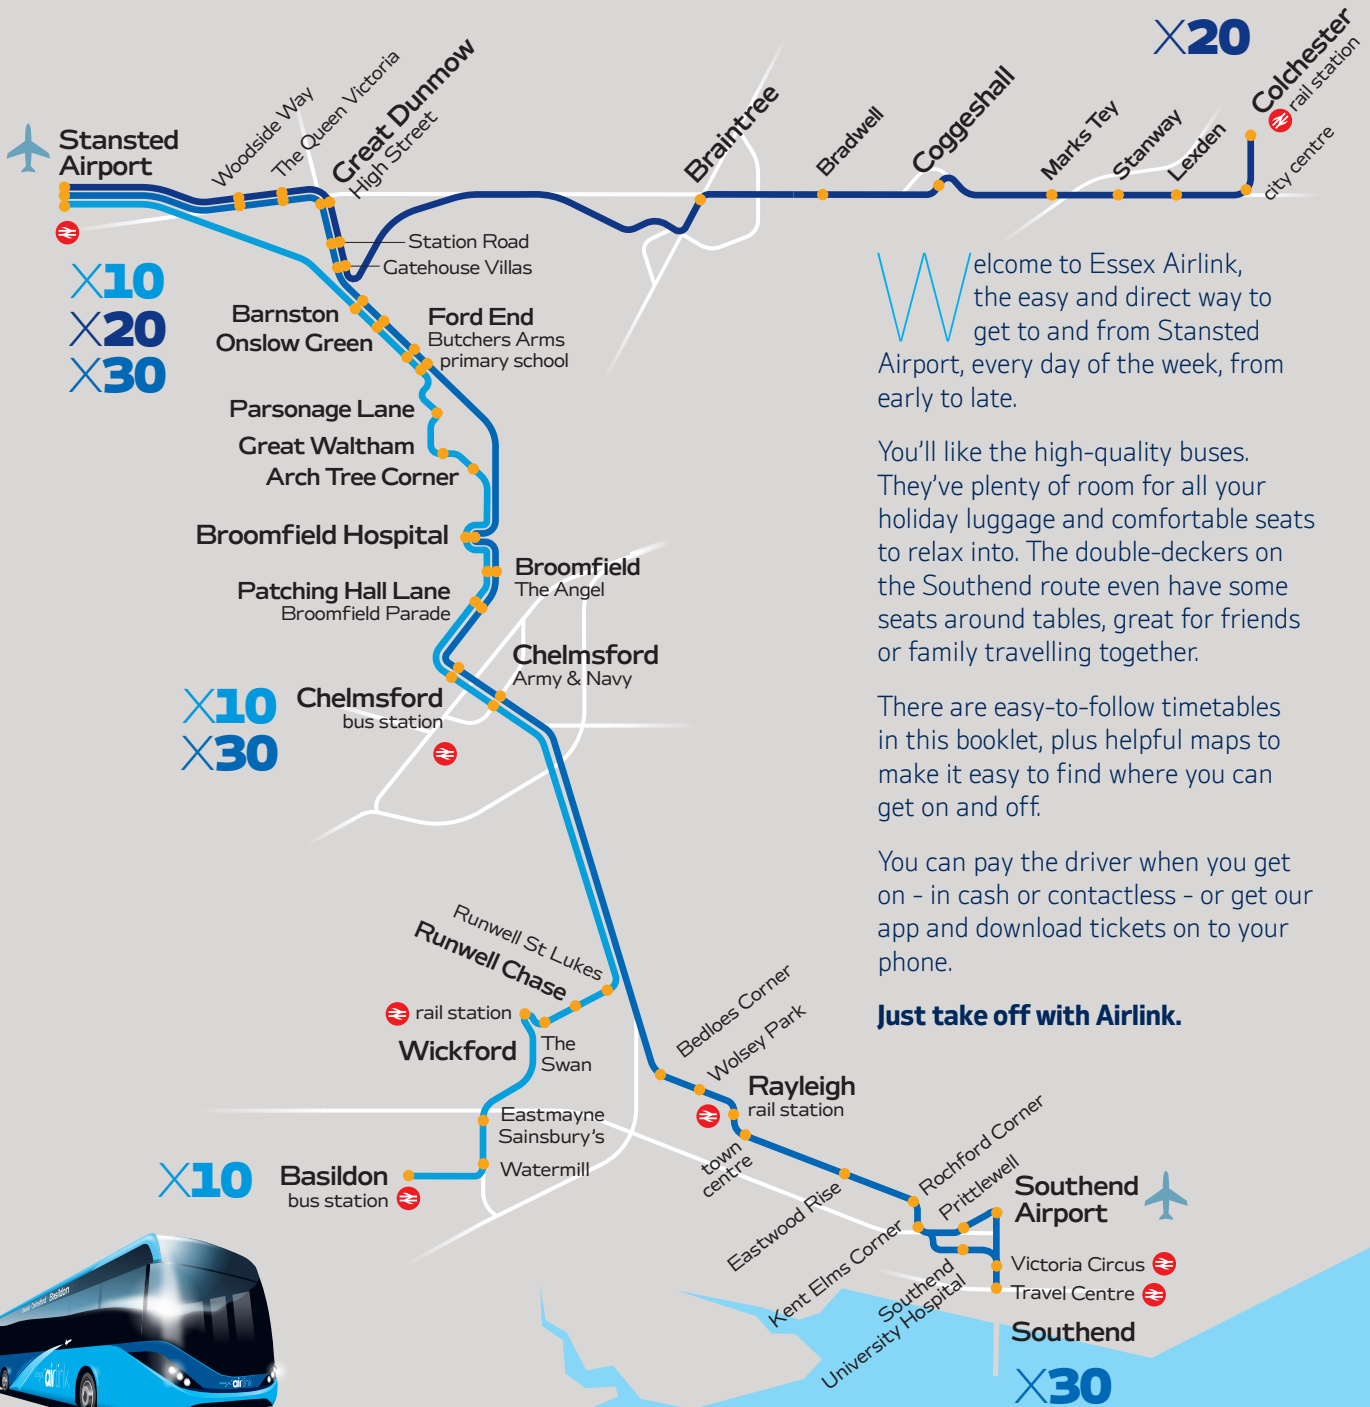 X20
Colchester
rail station
city centre
Lexden
Stanway
Marks Tey
Coggeshall
Bradwell
Braintree
Great Dunmow
High Street
The Queen Victoria
Woodside Way
Stansted
Airport
Station Road
Gatehouse Villas
X10
X20
X30
Barnston
Onslow Green
Ford End
Butchers Arms
primary school
Parsonage Lane
Great Waltham
Arch Tree Corner
Broomfield Hospital
Broomfield
The Angel
Patching Hall Lane
Broomfield Parade
Chelmsford
Army & Navy
X10
X30
Chelmsford
bus station
Runwell St Lukes
Runwell Chase
rail station
Wickford
The
Swan
Eastmayne
Sainsbury's
Watermill
X10
Basildon
bus station
Bedloes Corner
Wolsey Park
Rayleigh
rail station
town
centre
Eastwood Rise
Rochford Corner
Kent Elms Corner
Prittlewell
Southend
University Hospital
Southend
Airport
Victoria Circus
Travel Centre
Southend
X30
Welcome to Essex Airlink,
the easy and direct way to
get to and from Stansted
Airport, every day of the week, from
early to late.
You'll like the high-quality buses.
They've plenty of room for all your
holiday luggage and comfortable seats
to relax into. The double-deckers on
the Southend route even have some
seats around tables, great for friends
or family travelling together.
There are easy-to-follow timetables
in this booklet, plus helpful maps to
make it easy to find where you can
get on and off.
You can pay the driver when you get
on - in cash or contactless - or get our
app and download tickets on to your
phone.
Just take off with Airlink.
Chelmsford Basildon
airlink
airlink